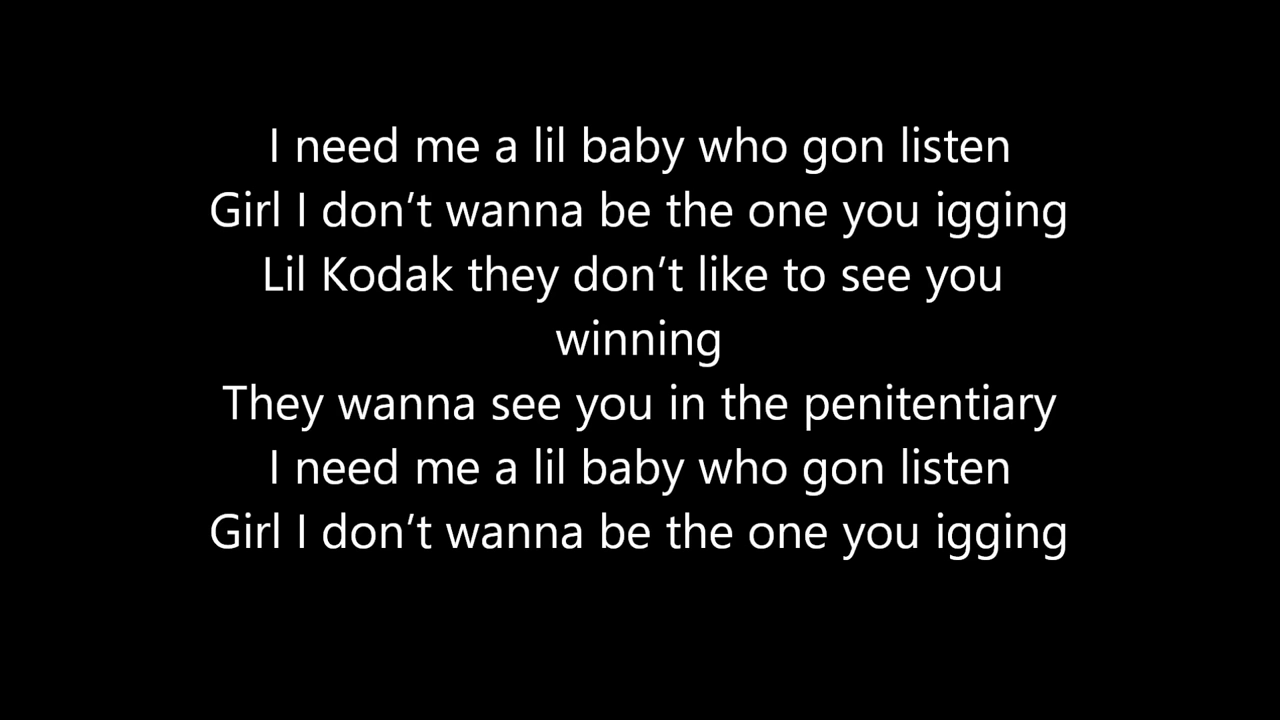 I need me a lil baby who gon listen
Girl I don’t wanna be the one you igging
Lil Kodak they don’t like to see you
winning
They wanna see you in the penitentiary
I need me a lil baby who gon listen
Girl I don’t wanna be the one you igging